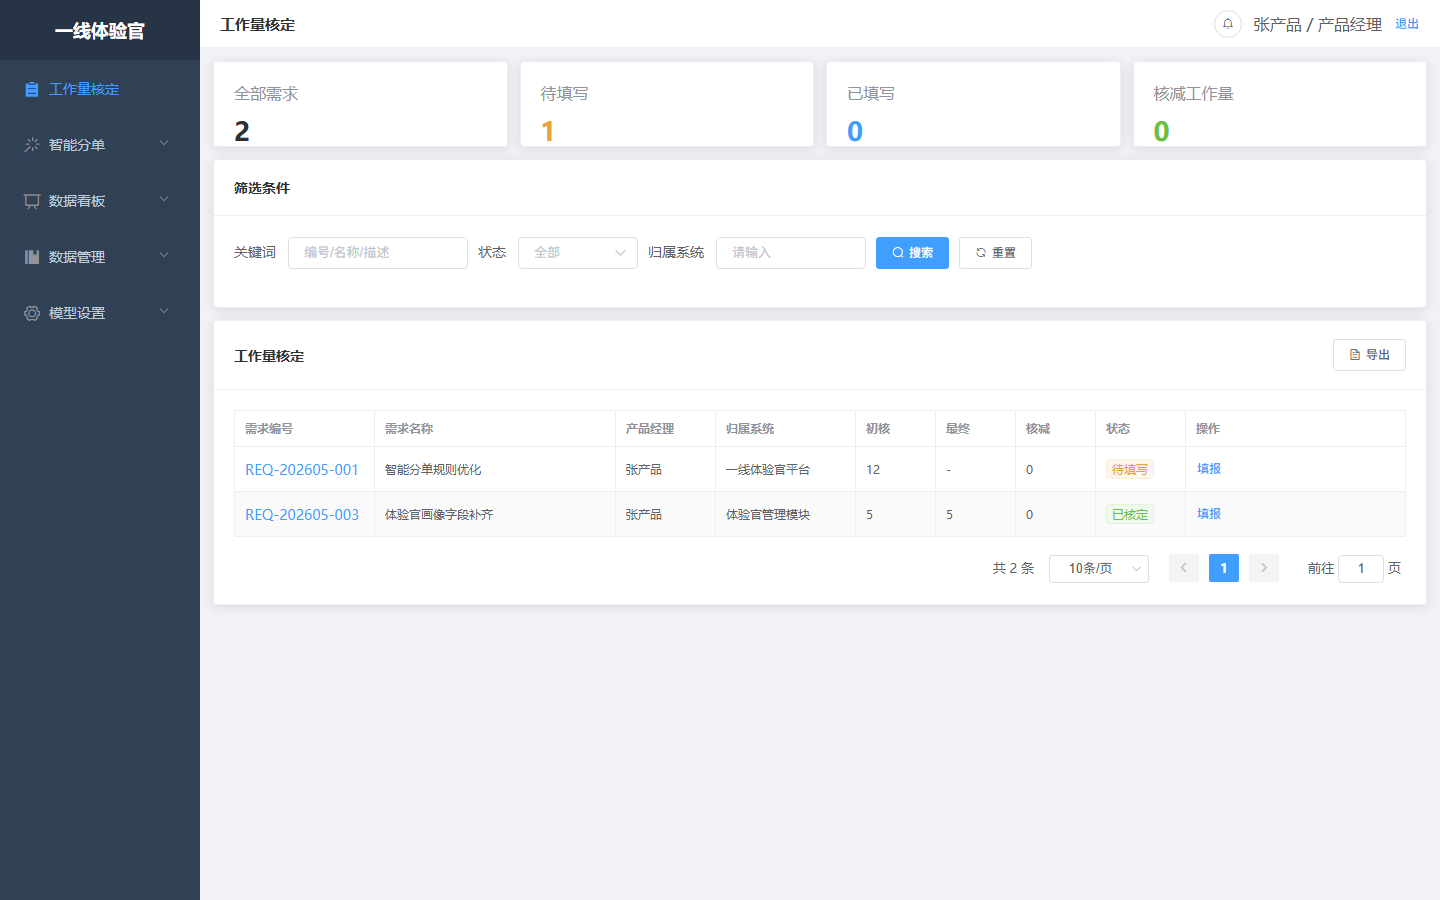 一线体验官
工作量核定
智能分单
数据看板
数据管理
模型设置
工作量核定
张产品 / 产品经理 退出
全部需求 待填写 已填写 核减工作量
2 1 0 0
筛选条件
关键词 编号/名称/描述 状态 全部 归属系统 请输入 搜索 重置
工作量核定 导出
需求编号 需求名称 产品经理 归属系统 初核 最终 核减 状态 操作
REQ-202605-001 智能分单规则优化 张产品 一线体验官平台 12 - 0 待填写 填报
REQ-202605-003 体验官画像字段补齐 张产品 体验官管理模块 5 5 0 已核定 填报
共 2 条 10条/页 1 前往 1 页